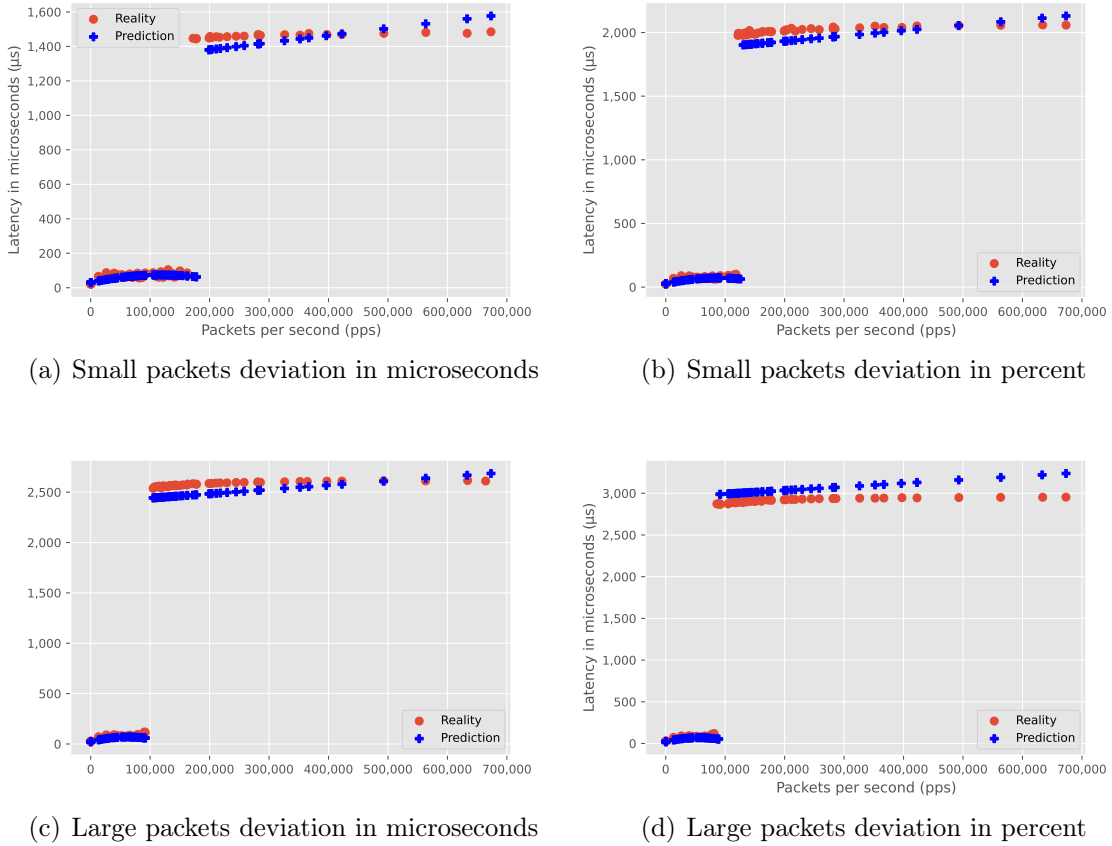 1,600
1,400
1,200
1,000
800
600
400
200
0
Latency in microseconds (µs)
Reality
Prediction
0 100,000 200,000 300,000 400,000 500,000 600,000 700,000
Packets per second (pps)
(a) Small packets deviation in microseconds
2,000
1,500
1,000
500
0
Latency in microseconds (µs)
Reality
Prediction
0 100,000 200,000 300,000 400,000 500,000 600,000 700,000
Packets per second (pps)
(b) Small packets deviation in percent
2,500
2,000
1,500
1,000
500
0
Reality
Prediction
0 100,000 200,000 300,000 400,000 500,000 600,000 700,000
(c) Large packets deviation in microseconds
3,000
2,500
2,000
1,500
1,000
500
0
Latency in microseconds (µs)
Reality
Prediction
0 100,000 200,000 300,000 400,000 500,000 600,000 700,000
Packets per second (pps)
(d) Large packets deviation in percent